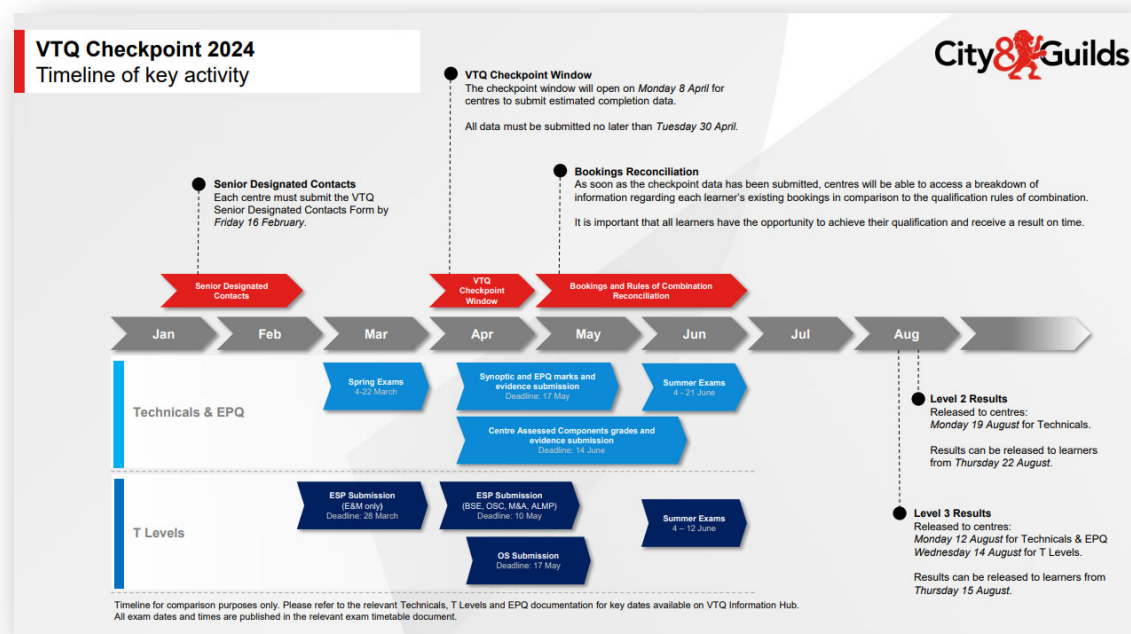 VTQ Checkpoint 2024
Timeline of key activity
City & Guilds
VTQ Checkpoint Window
The checkpoint window will open on Monday 8 April for
centres to submit estimated completion data.
All data must be submitted no later than Tuesday 30 April.
Senior Designated Contacts
Each centre must submit the VTQ
Senior Designated Contacts Form by
Friday 16 February.
Bookings Reconciliation
As soon as the checkpoint data has been submitted, centres will be able to access a breakdown of
information regarding each learner's existing bookings in comparison to the qualification rules of combination.
It is important that all learners have the opportunity to achieve their qualification and receive a result on time.
Senior Designated
Contacts
VTQ
Checkpoint
Window
Bookings and Rules of Combination
Reconciliation
Jan
Feb
Mar
Apr
May
Jun
Jul
Aug
Technicals & EPQ
Spring Exams
4-22 March
Synoptic and EPQ marks and
evidence submission
Deadline: 17 May
Summer Exams
4 - 21 June
Centre Assessed Components grades and
evidence submission
Deadline: 14 June
T Levels
ESP Submission
(E&M only)
Deadline: 28 March
ESP Submission
(BSE, OSC, M&A, ALMP)
Deadline: 10 May
Summer Exams
4 – 12 June
OS Submission
Deadline: 17 May
Level 2 Results
Released to centres:
Monday 19 August for Technicals.
Results can be released to learners
from Thursday 22 August.
Level 3 Results
Released to centres:
Monday 12 August for Technicals & EPQ
Wednesday 14 August for T Levels.
Results can be released to learners from
Thursday 15 August.
Timeline for comparison purposes only. Please refer to the relevant Technicals, T Levels and EPQ documentation for key dates available on VTQ Information Hub.
All exam dates and times are published in the relevant exam timetable document.